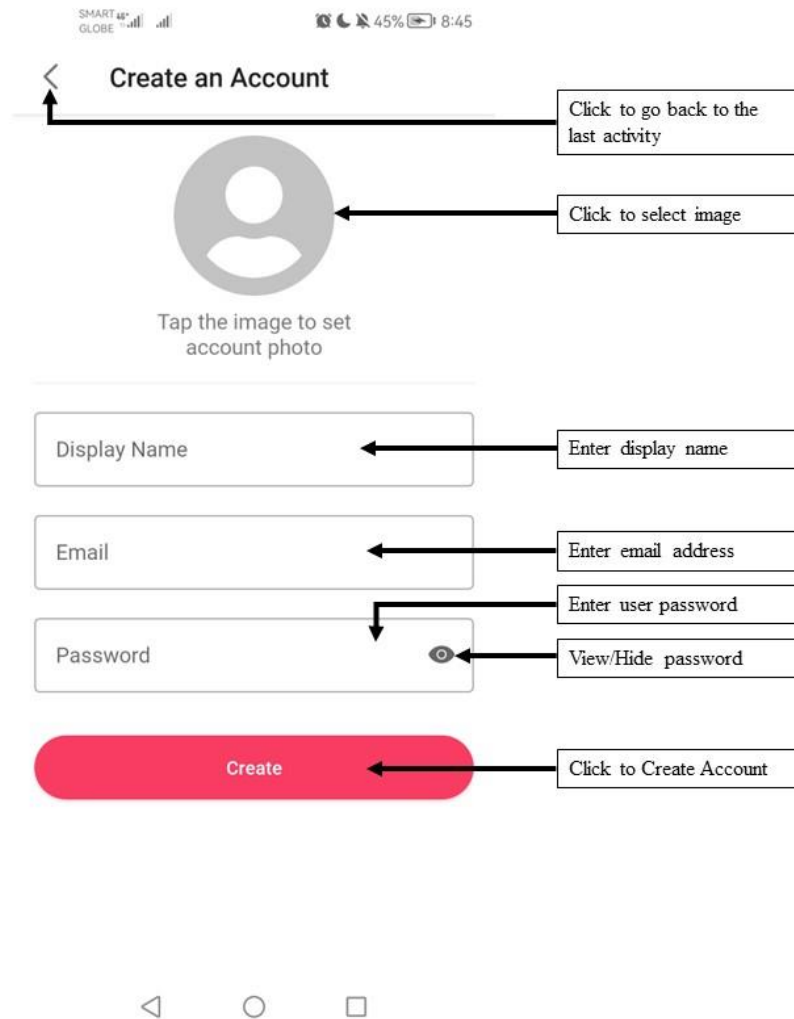 SMART 46+
GLOBE
45% 8:45
Create an Account
Click to go back to the
last activity
Click to select image
Tap the image to set
account photo
Display Name
Enter display name
Email
Enter email address
Enter user password
Password
View/Hide password
Create
Click to Create Account